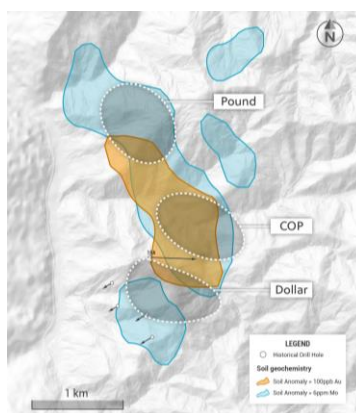 N
Pound
COP
Dollar
1 km
LEGEND
Historical Drill Hole
Soil geochemistry
Soil Anomaly > 100ppb Au
Soil Anomaly > 6ppm Mo